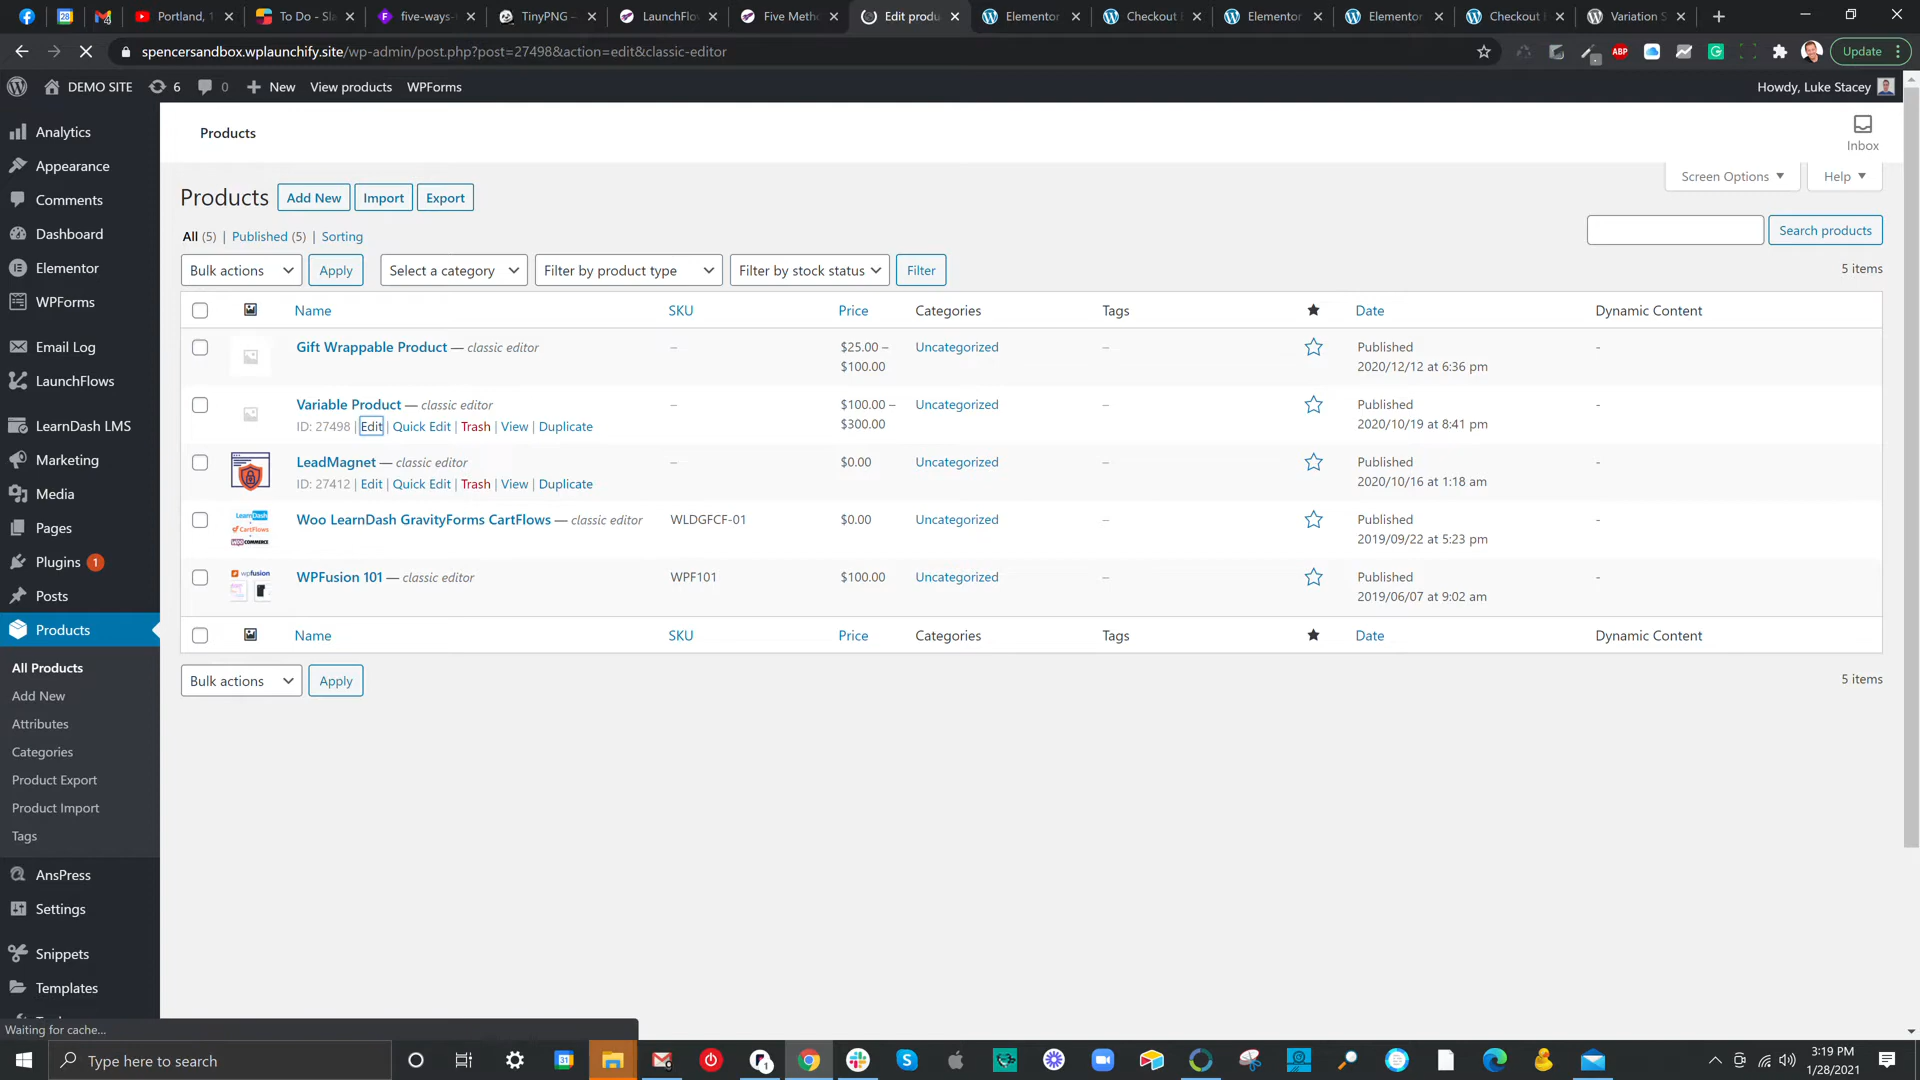 Portland,
To Do - Sla
five-ways-
TinyPNG –
LaunchFlo
Five Metho
Edit produ
Elementor
Checkout
Elementor
Elementor
Checkout
Variation S
spencersandbox.wplaunchify.site/wp-admin/post.php?post=27498&action=edit&classic-editor
ABP
Update
DEMO SITE 6 0 New View products WPForms
Howdy, Luke Stacey
Analytics
Appearance
Comments
Dashboard
Elementor
WPForms
Email Log
LaunchFlows
LearnDash LMS
Marketing
Media
Pages
Plugins 1
Posts
Products
All Products
Add New
Attributes
Categories
Product Export
Product Import
Tags
AnsPress
Settings
Snippets
Templates
Products
Inbox
Screen Options
Help
Products Add New Import Export
All (5) | Published (5) | Sorting
Search products
Bulk actions Apply Select a category Filter by product type Filter by stock status Filter
5 items
Name SKU Price Categories Tags Date Dynamic Content
Gift Wrappable Product — classic editor – $25.00 – $100.00 Uncategorized – Published 2020/12/12 at 6:36 pm -
Variable Product — classic editor – $100.00 – $300.00 Uncategorized – Published 2020/10/19 at 8:41 pm -
ID: 27498 | Edit | Quick Edit | Trash | View | Duplicate
LeadMagnet — classic editor – $0.00 Uncategorized – Published 2020/10/16 at 1:18 am -
ID: 27412 | Edit | Quick Edit | Trash | View | Duplicate
LearnDash
CartFlows
WOO COMMERCE
Woo LearnDash GravityForms CartFlows — classic editor WLDGFCF-01 $0.00 Uncategorized – Published 2019/09/22 at 5:23 pm -
wpfusion
WPFusion 101 — classic editor WPF101 $100.00 Uncategorized – Published 2019/06/07 at 9:02 am -
Name SKU Price Categories Tags Date Dynamic Content
Bulk actions Apply
5 items
Waiting for cache...
Type here to search
3:19 PM
1/28/2021